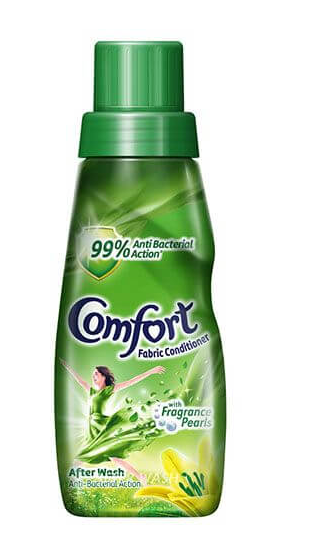 99% Anti Bacterial
Action*
Comfort
Fabric Conditioner
with
Fragrance
Pearls
After Wash
Anti-Bacterial Action